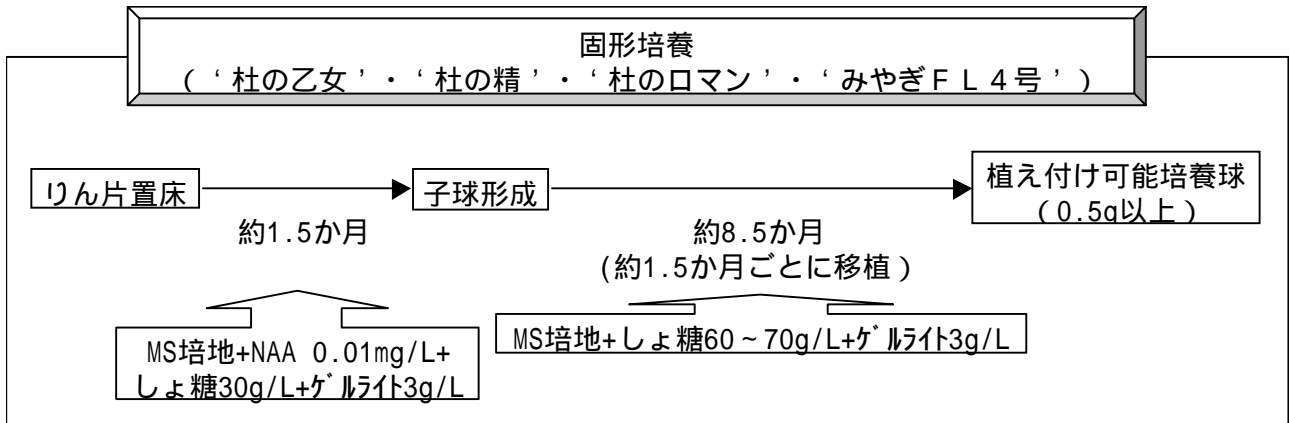 固形培養
(‘杜の乙女’・‘杜の精’・‘杜のロマン’・‘みやぎFL4号’)
りん片置床
子球形成
植え付け可能培養球
(0.5g以上)
約1.5か月
約8.5か月
(約1.5か月ごとに移植)
MS培地+NAA 0.01mg/L+
しょ糖30g/L+ゲルライト3g/L
MS培地+しょ糖60~70g/L+ゲルライト3g/L